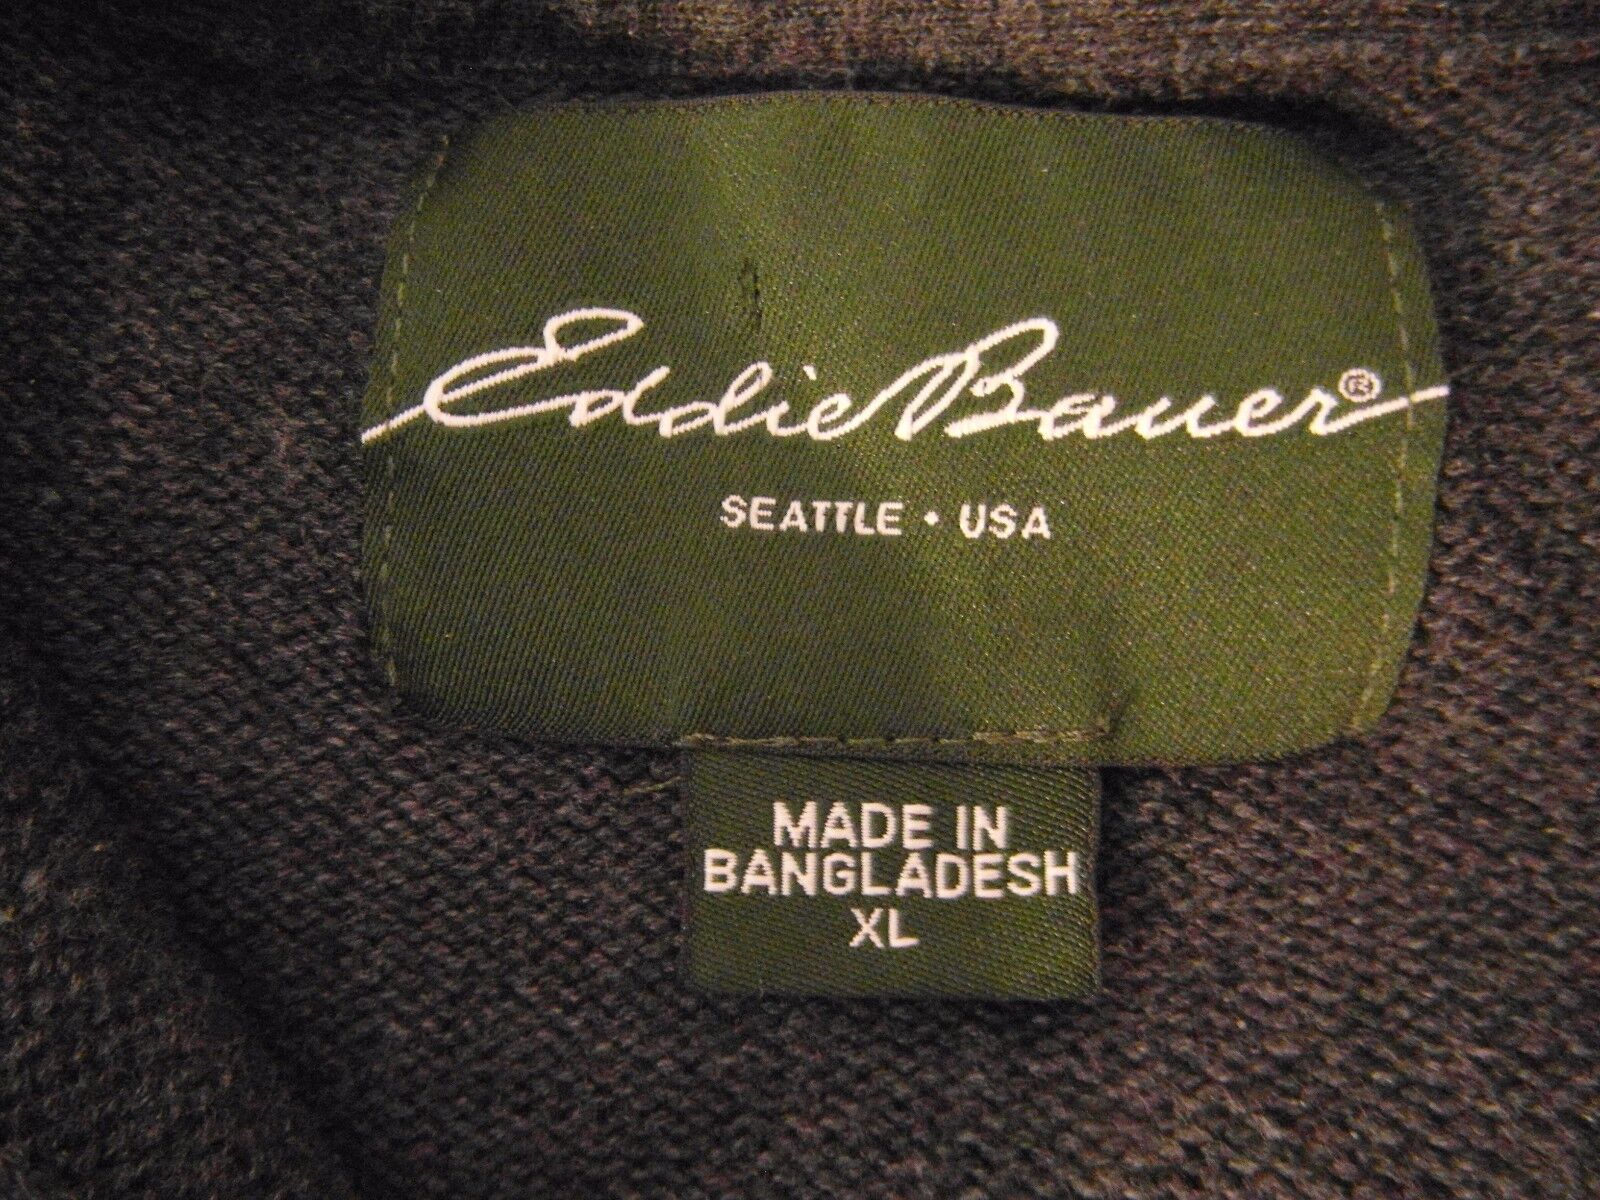 Eddie Bauer®
SEATTLE • USA
MADE IN
BANGLADESH
XL